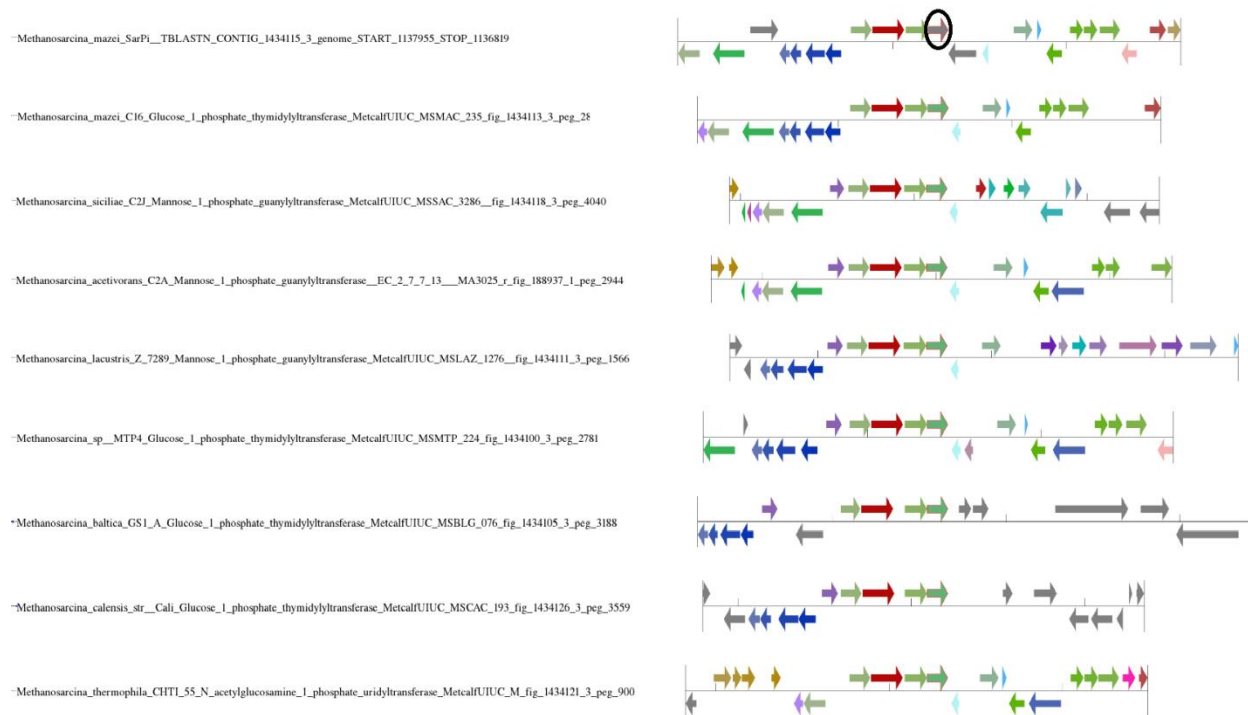 Methanosarcina_mazei_SarPi__TBLASTN_CONTIG_1434115_3_genome_START_1137955_STOP_1136819
Methanosarcina_mazei_C16_Glucose_1_phosphate_thymidylyltransferase_MetcalfUIUC_MSMAC_235_fig_1434113_3_peg_28
Methanosarcina_siciliae_C2J_Mannose_1_phosphate_guanylyltransferase_MetcalfUIUC_MSSAC_3286__fig_1434118_3_peg_4040
Methanosarcina_acetivorans_C2A_Mannose_1_phosphate_guanylyltransferase__EC_2_7_7_13___MA3025_r_fig_188937_1_peg_2944
Methanosarcina_lacustris_Z_7289_Mannose_1_phosphate_guanylyltransferase_MetcalfUIUC_MSLAZ_1276__fig_1434111_3_peg_1566
Methanosarcina_sp__MTP4_Glucose_1_phosphate_thymidylyltransferase_MetcalfUIUC_MSMTP_224_fig_1434100_3_peg_2781
Methanosarcina_baltica_GS1_A_Glucose_1_phosphate_thymidylyltransferase_MetcalfUIUC_MSBLG_076_fig_1434105_3_peg_3188
Methanosarcina_calensis_str__Cali_Glucose_1_phosphate_thymidylyltransferase_MetcalfUIUC_MSCAC_193_fig_1434126_3_peg_3559
Methanosarcina_thermophila_CHTI_55_N_acetylglucosamine_1_phosphate_uridyltransferase_MetcalfUIUC_M_fig_1434121_3_peg_900